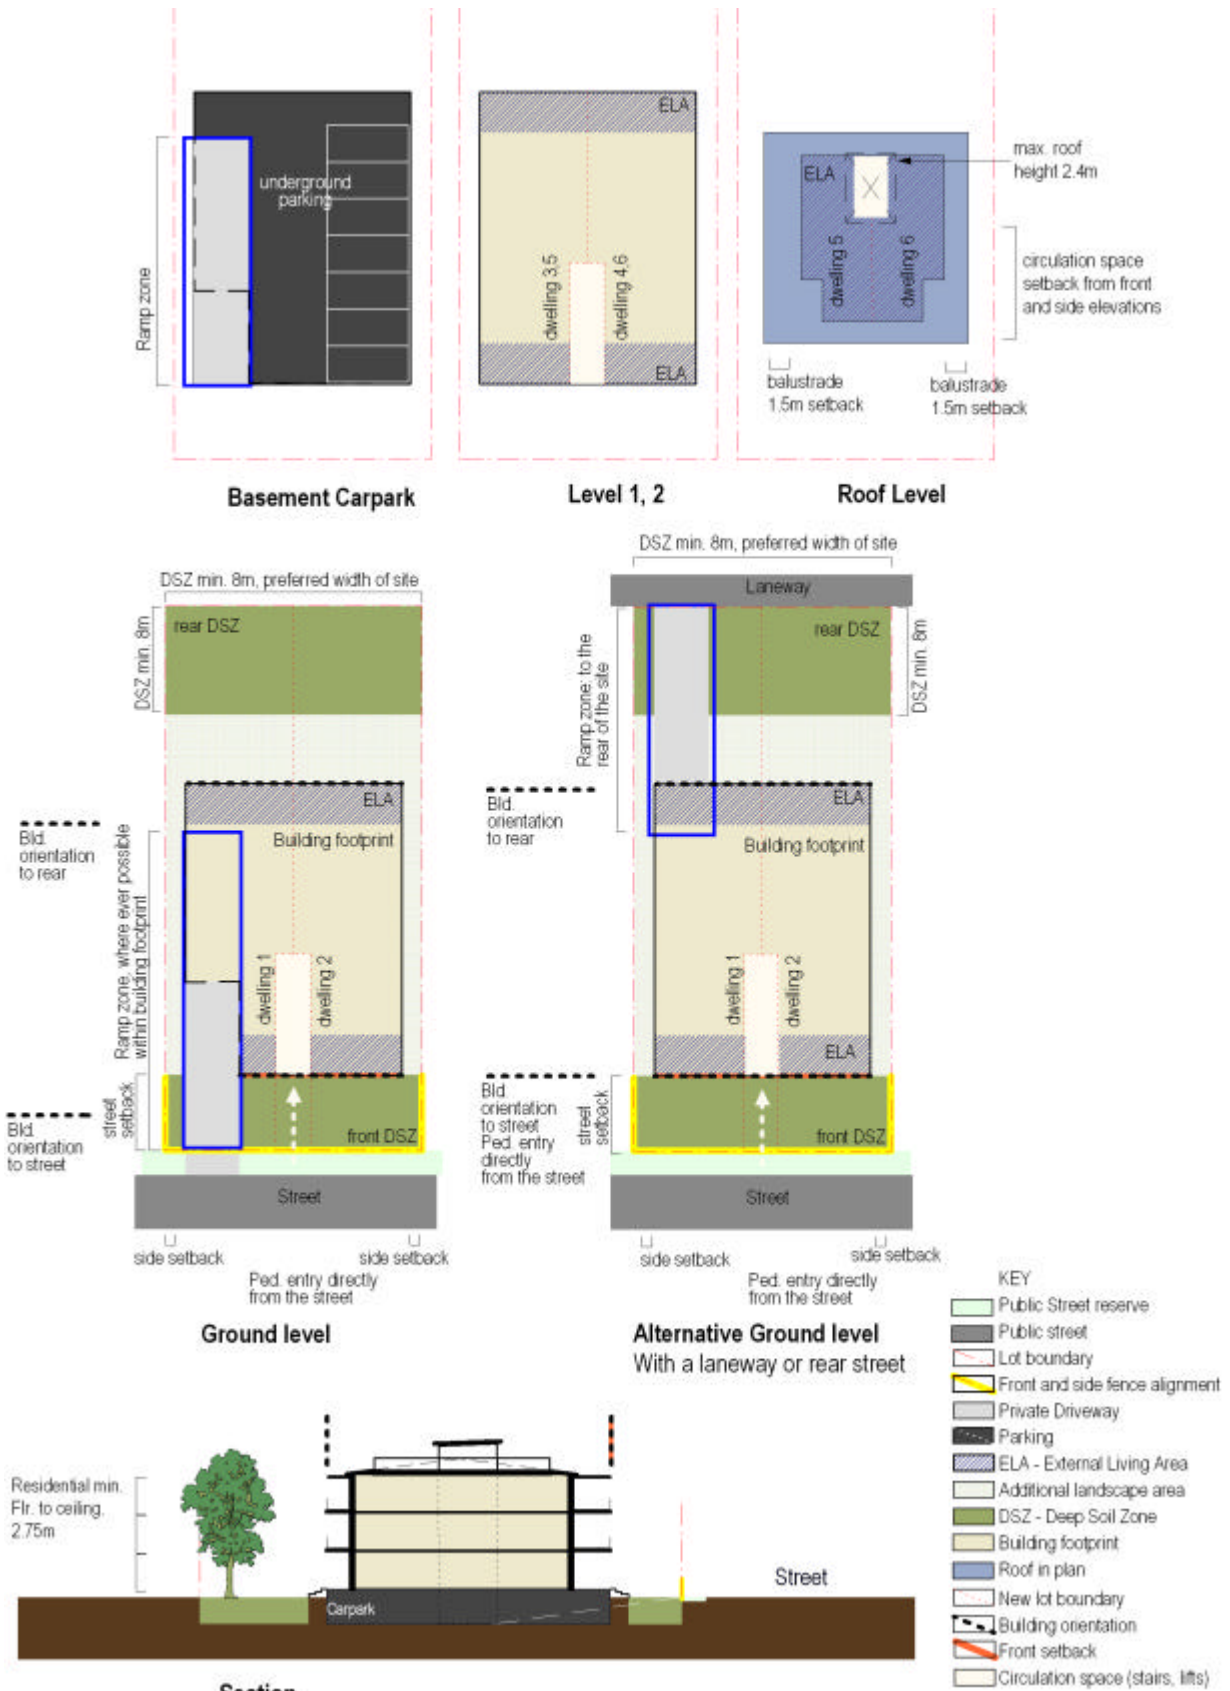 ELA
underground
parking
Ramp zone
dwelling 3,5
dwelling 4,6
ELA
ELA
dwelling 5
dwelling 6
max. roof
height 2.4m
circulation space
setback from front
and side elevations
balustrade
1.5m setback
balustrade
1.5m setback
Basement Carpark
Level 1, 2
Roof Level
DSZ min. 8m, preferred width of site
DSZ min. 8m
rear DSZ
ELA
Building footprint
Bld.
orientation
to rear
Ramp zone, where ever possible
within building footprint
dwelling 1
dwelling 2
street
setback
front DSZ
Bld.
orientation
to street
Street
side setback
side setback
Ped. entry directly
from the street
Ground level
DSZ min. 8m, preferred width of site
Laneway
rear DSZ
DSZ min. 8m
Ramp zone; to the
rear of the site
ELA
Bld.
orientation
to rear
Building footprint
dwelling 1
dwelling 2
ELA
Bld.
orientation
to street
Ped. entry
directly
from the street
street
setback
front DSZ
Street
side setback
side setback
Ped. entry directly
from the street
Alternative Ground level
With a laneway or rear street
KEY
Public Street reserve
Public street
Lot boundary
Front and side fence alignment
Private Driveway
Parking
ELA - External Living Area
Additional landscape area
DSZ - Deep Soil Zone
Building footprint
Roof in plan
New lot boundary
Building orientation
Front setback
Circulation space (stairs, lifts)
Residential min.
Flr. to ceiling.
2.75m
Carpark
Street
Section